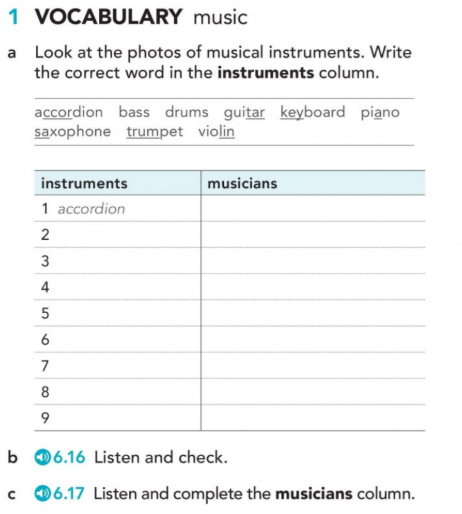 1 VOCABULARY music
a Look at the photos of musical instruments. Write
the correct word in the instruments column.
accordion bass drums guitar keyboard piano
saxophone trumpet violin
instruments musicians
1 accordion
2
3
4
5
6
7
8
9
b 6.16 Listen and check.
c 6.17 Listen and complete the musicians column.